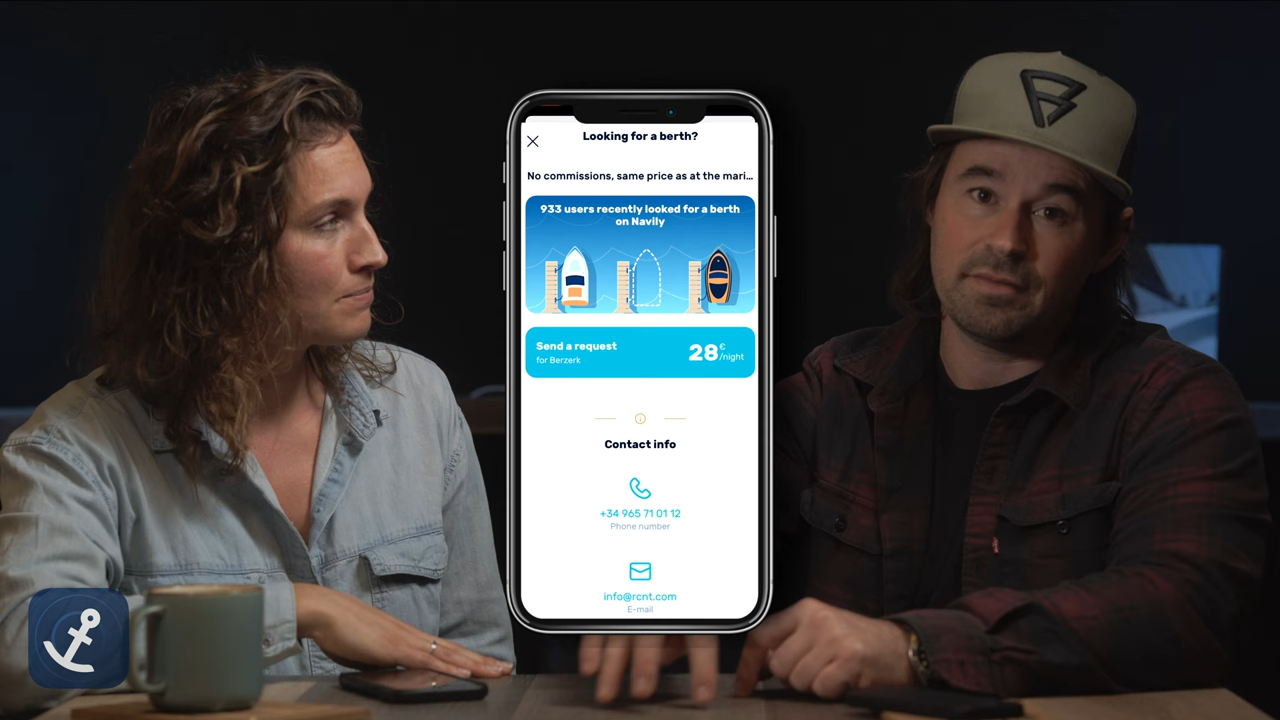 Looking for a berth?
No commissions, same price as at the mari...
933 users recently looked for a berth
on Navily
Send a request
for Berzerk
28 € /night
Contact info
+34 965 71 01 12
Phone number
info@rcnt.com
E-mail